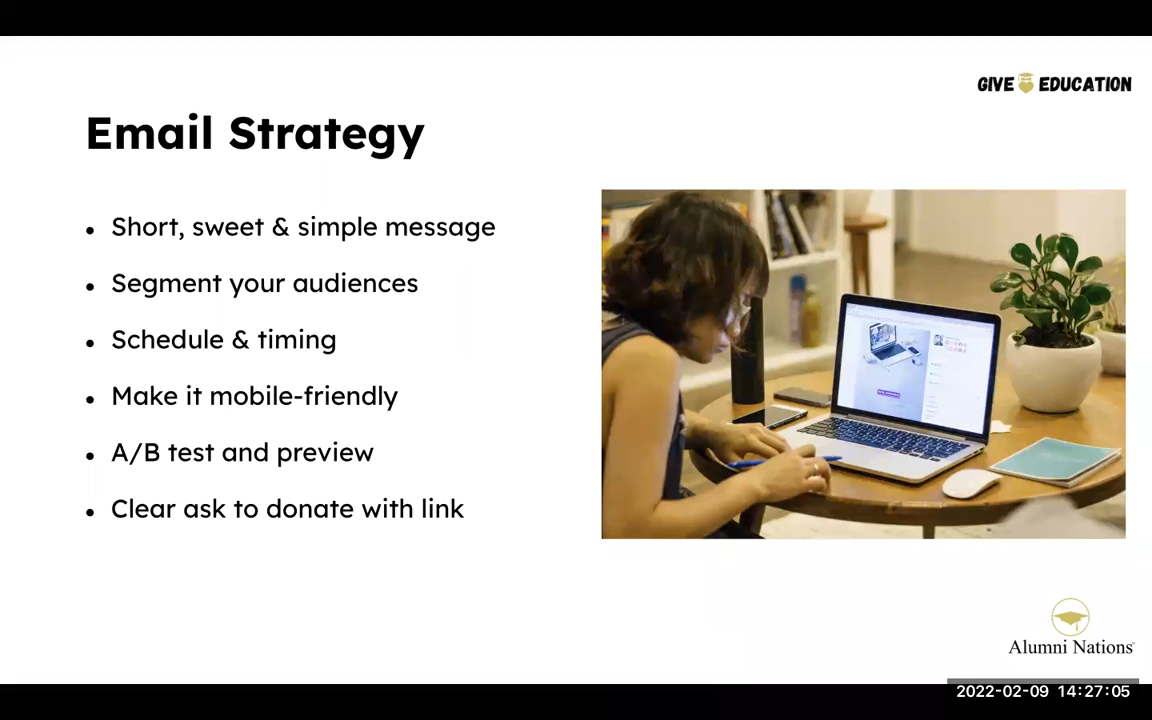 GIVE EDUCATION
Email Strategy
• Short, sweet & simple message
• Segment your audiences
• Schedule & timing
• Make it mobile-friendly
• A/B test and preview
• Clear ask to donate with link
Alumni Nations
2022-02-09 14:27:05